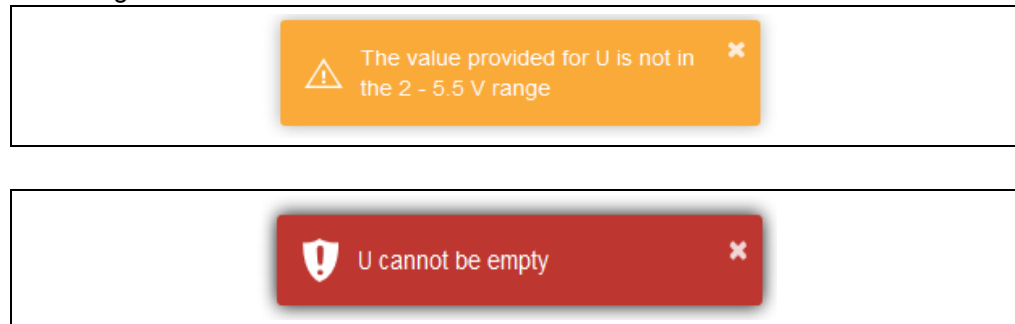 The value provided for U is not in
the 2 - 5.5 V range
U cannot be empty